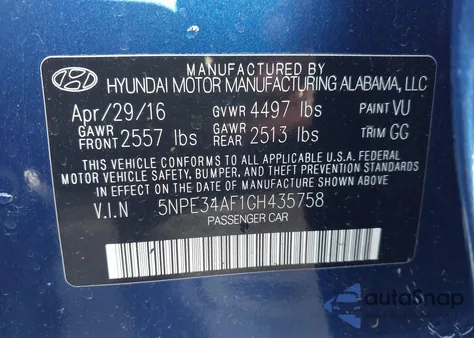 MANUFACTURED BY
HYUNDAI MOTOR MANUFACTURING ALABAMA, LLC
Apr/29/16 GVWR 4497 lbs PAINT VU
GAWR FRONT 2557 lbs GAWR REAR 2513 lbs TRIM GG
THIS VEHICLE CONFORMS TO ALL APPLICABLE U.S.A. FEDERAL
MOTOR VEHICLE SAFETY, BUMPER, AND THEFT PREVENTION STANDARDS
IN EFFECT ON THE DATE OF MANUFACTURE SHOWN ABOVE.
V.I.N 5NPE34AF1GH435758
PASSENGER CAR
autoSnap